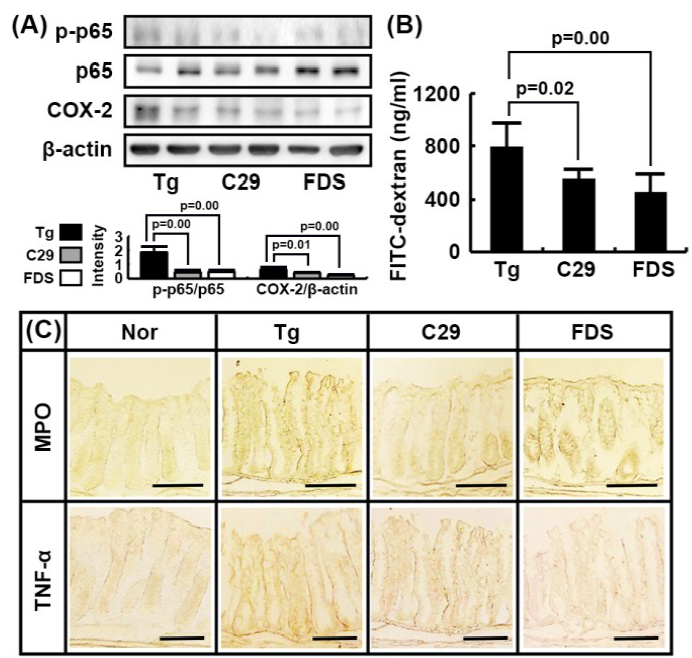 (A)
p-p65
p65
COX-2
β-actin
Tg C29 FDS
Tg
C29
FDS
Intensity
3
2
1
0
p=0.00
p=0.00
p=0.00
p=0.01
p-p65/p65 COX-2/β-actin
(B)
FITC-dextran (ng/ml)
1200
800
400
0
p=0.00
p=0.02
Tg C29 FDS
(C) Nor Tg C29 FDS
MPO
TNF-α